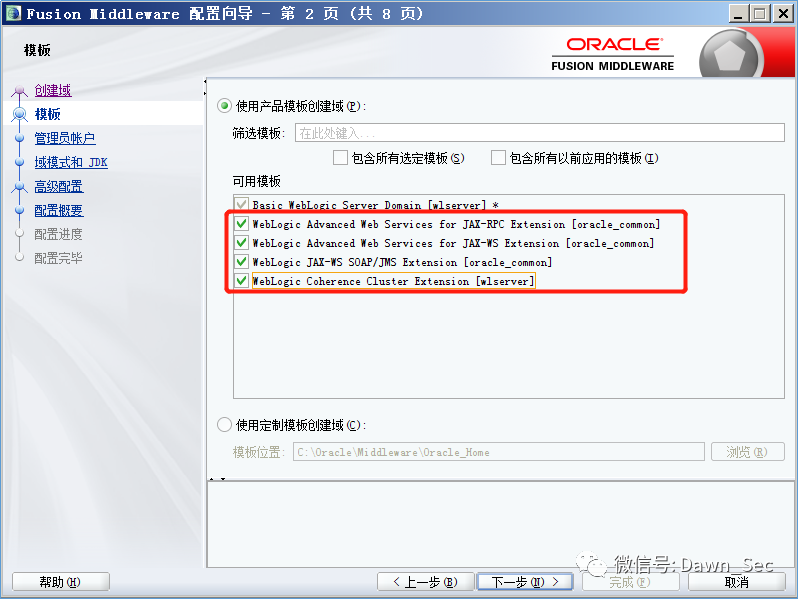 Fusion Middleware 配置向导 - 第 2 页 (共 8 页)
模板
ORACLE
FUSION MIDDLEWARE
创建域
模板
管理员帐户
域模式和 JDK
高级配置
配置概要
配置进度
配置完毕
使用产品模板创建域(P):
筛选模板: 在此处键入...
包含所有选定模板(S) 包含所有以前应用的模板(I)
可用模板
Basic WebLogic Server Domain [wlserver] *
WebLogic Advanced Web Services for JAX-RPC Extension [oracle_common]
WebLogic Advanced Web Services for JAX-WS Extension [oracle_common]
WebLogic JAX-WS SOAP/JMS Extension [oracle_common]
WebLogic Coherence Cluster Extension [wlserver]
使用定制模板创建域(C):
模板位置: C:\Oracle\Middleware\Oracle_Home 浏览(R)
微信号: Dawn_Sec
帮助(H) < 上一步(B) 下一步(N) > 完成(F) 取消